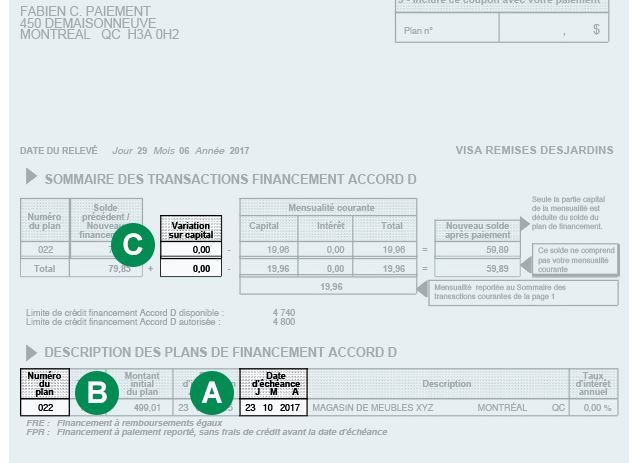 FABIEN C. PAIEMENT
450 DEMAISONNEUVE
MONTRÉAL QC H3A 0H2
3 - Inclure ce coupon avec votre paiement
Plan n° , $
DATE DU RELEVÉ Jour 29 Mois 06 Année 2017
VISA REMISES DESJARDINS
SOMMAIRE DES TRANSACTIONS FINANCEMENT ACCORD D
Numéro du plan
Solde précédent / Nouveau
Variation sur capital
Mensualité courante
Capital Intérêt Total
Nouveau solde après paiement
Seule la partie capital
de la mensualité est
déduite du solde du
plan de financement.
C
022 0,00 - 19,96 0,00 19,96 = 59,89
Total 79,85 + 0,00 - 19,96 0,00 19,96 = 59,89
Ce solde ne comprend
pas votre mensualité
courante
19,96
Mensualité reportée au Sommaire des
transactions courantes de la page 1
Limite de crédit financement Accord D disponible : 4 740
Limite de crédit financement Accord D autorisée : 4 800
DESCRIPTION DES PLANS DE FINANCEMENT ACCORD D
Numéro du plan
B
Montant initial du plan
A
Date d'échéance
J M A
Description
Taux d'intérêt annuel
022 499,01 23 23 10 2017 MAGASIN DE MEUBLES XYZ MONTRÉAL QC 0,00 %
FRE : Financement à remboursements égaux
FPR : Financement à paiement reporté, sans frais de crédit avant la date d'échéance